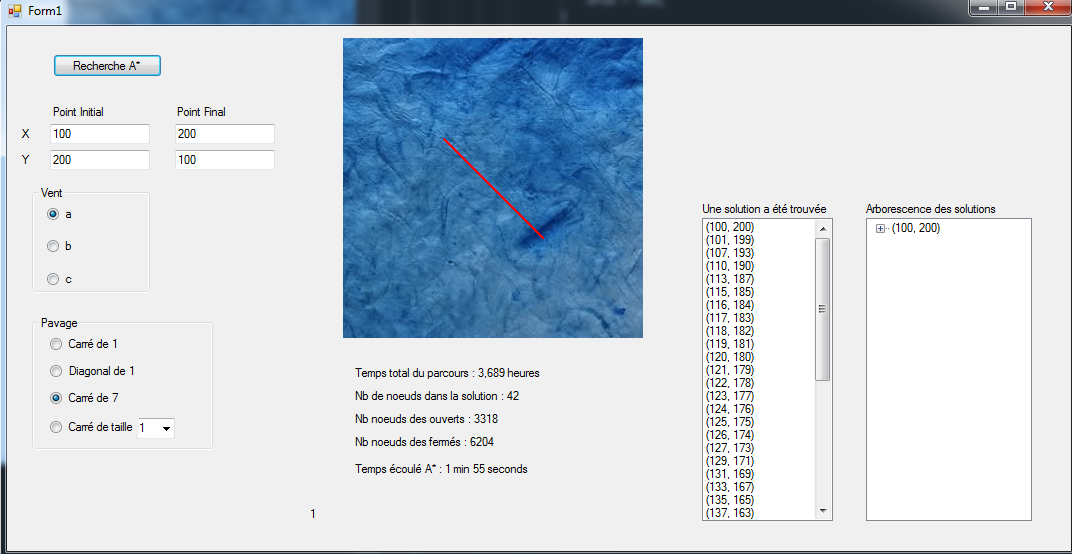 Form1
Recherche A*
Point Initial Point Final
X 100 200
Y 200 100
Vent
a
b
c
Pavage
Carré de 1
Diagonal de 1
Carré de 7
Carré de taille 1
Temps total du parcours : 3,689 heures
Nb de noeuds dans la solution : 42
Nb noeuds des ouverts : 3318
Nb noeuds des fermés : 6204
Temps écoulé A* : 1 min 55 seconds
1
Une solution a été trouvée
(100, 200)
(101, 199)
(107, 193)
(110, 190)
(113, 187)
(115, 185)
(116, 184)
(117, 183)
(118, 182)
(119, 181)
(120, 180)
(121, 179)
(122, 178)
(123, 177)
(124, 176)
(125, 175)
(126, 174)
(127, 173)
(129, 171)
(131, 169)
(133, 167)
(135, 165)
(137, 163)
Arborescence des solutions
(100, 200)